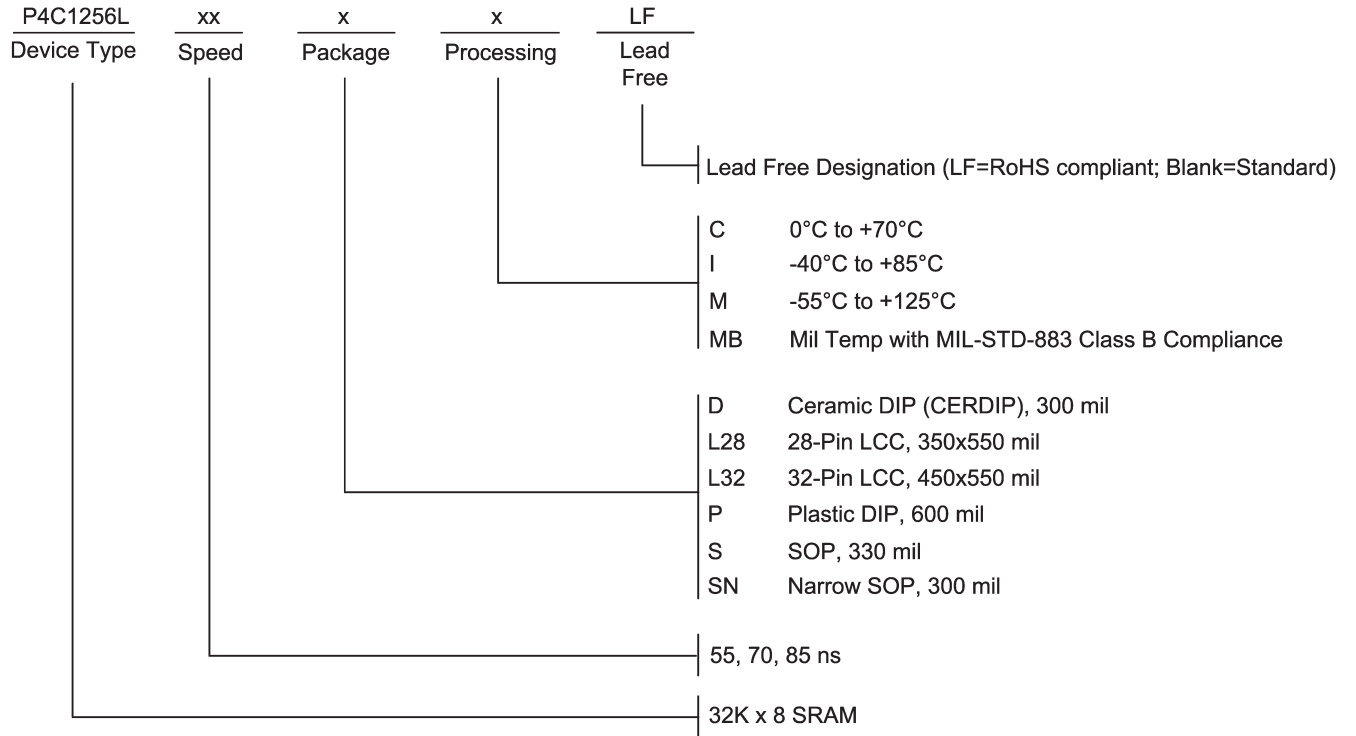 P4C1256L xx x x LF
Device Type Speed Package Processing Lead
Free
Lead Free Designation (LF=RoHS compliant; Blank=Standard)
C 0°C to +70°C
I -40°C to +85°C
M -55°C to +125°C
MB Mil Temp with MIL-STD-883 Class B Compliance
D Ceramic DIP (CERDIP), 300 mil
L28 28-Pin LCC, 350x550 mil
L32 32-Pin LCC, 450x550 mil
P Plastic DIP, 600 mil
S SOP, 330 mil
SN Narrow SOP, 300 mil
55, 70, 85 ns
32K x 8 SRAM